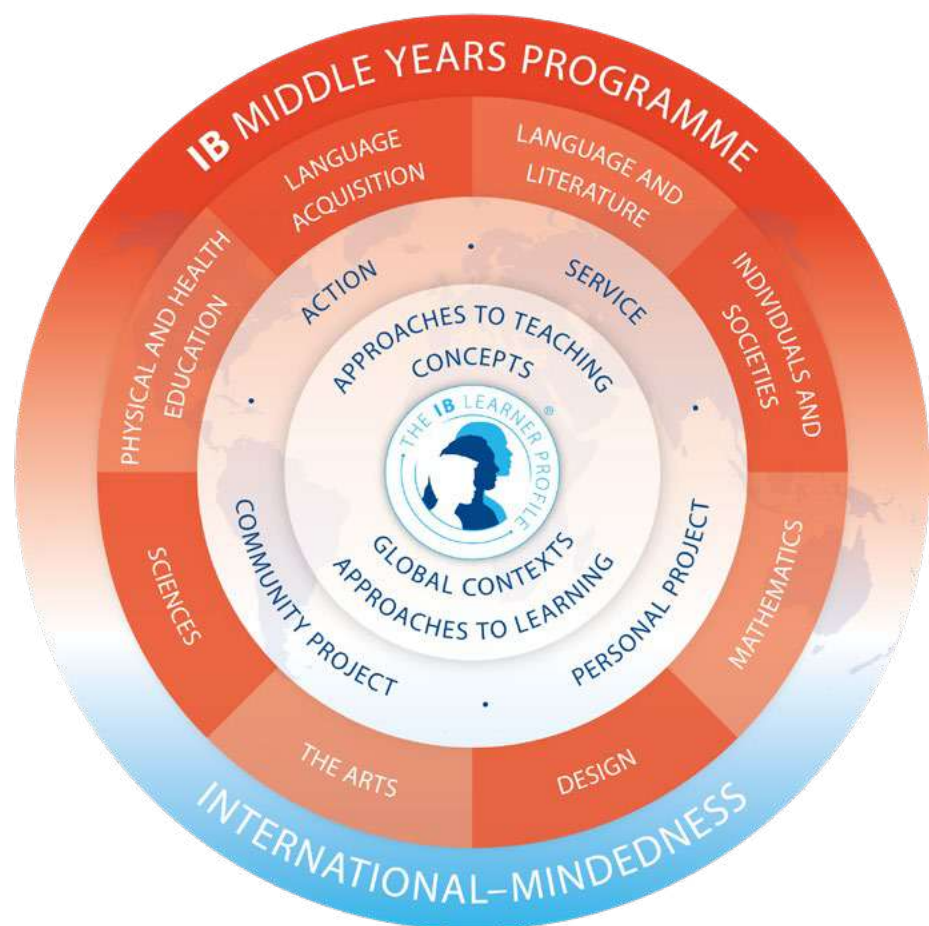 IB MIDDLE YEARS PROGRAMME
LANGUAGE
ACQUISITION
LANGUAGE AND
LITERATURE
INDIVIDUALS AND
SOCIETIES
MATHEMATICS
DESIGN
THE ARTS
SCIENCES
PHYSICAL AND HEALTH
EDUCATION
ACTION
SERVICE
PERSONAL PROJECT
COMMUNITY PROJECT
APPROACHES TO TEACHING
CONCEPTS
THE IB LEARNER PROFILE
®
GLOBAL CONTEXTS
APPROACHES TO LEARNING
INTERNATIONAL–MINDEDNESS